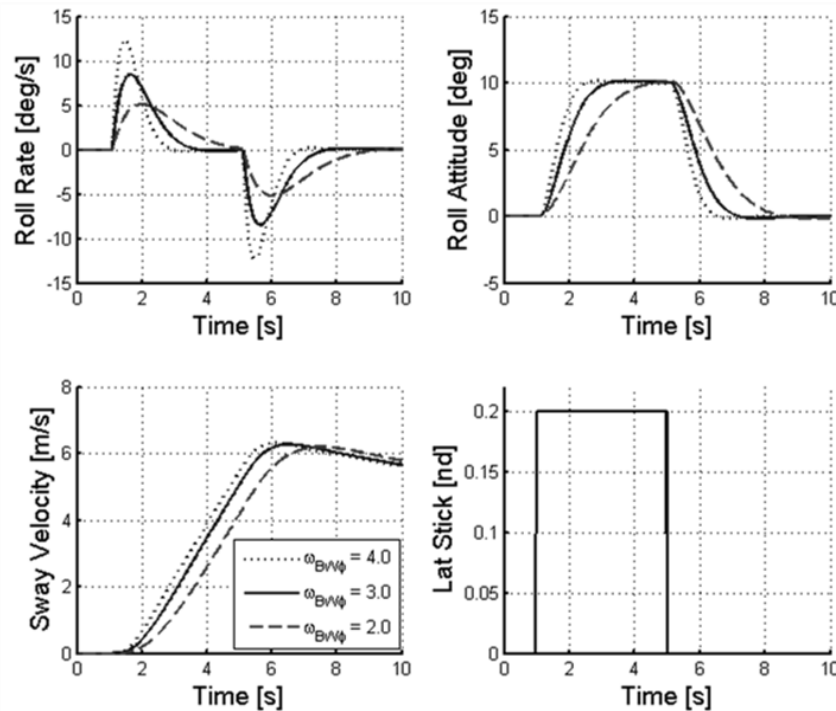 15
10
5
0
-5
-10
-15
0 2 4 6 8 10
Roll Rate [deg/s]
Time [s]
15
10
5
0
-5
0 2 4 6 8 10
Roll Attitude [deg]
Time [s]
8
6
4
2
0
0 2 4 6 8 10
Sway Velocity [m/s]
Time [s]
ωBWϕ = 4.0
ωBWϕ = 3.0
ωBWϕ = 2.0
0.2
0.15
0.1
0.05
0
0 2 4 6 8 10
Lat Stick [nd]
Time [s]